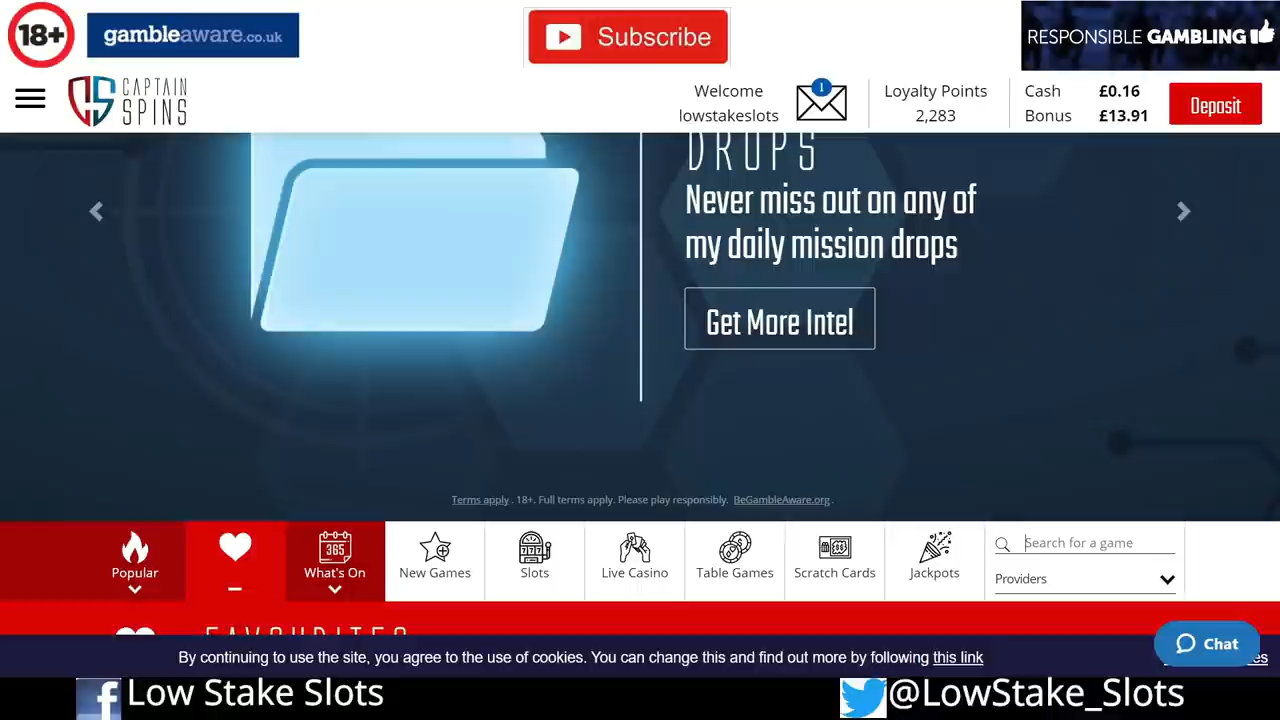 18+
gambleaware.co.uk
Subscribe
RESPONSIBLE GAMBLING
CAPTAIN
SPINS
Welcome
lowstakeslots
1
Loyalty Points
2,283
Cash £0.16
Bonus £13.91
Deposit
DROPS
Never miss out on any of
my daily mission drops
Get More Intel
Terms apply. 18+. Full terms apply. Please play responsibly. BeGambleAware.org.
Popular
365
What's On
New Games
Slots
Live Casino
Table Games
Scratch Cards
Jackpots
Search for a game
Providers
FAVOURITES
By continuing to use the site, you agree to the use of cookies. You can change this and find out more by following this link
Chat
Low Stake Slots
@LowStake_Slots